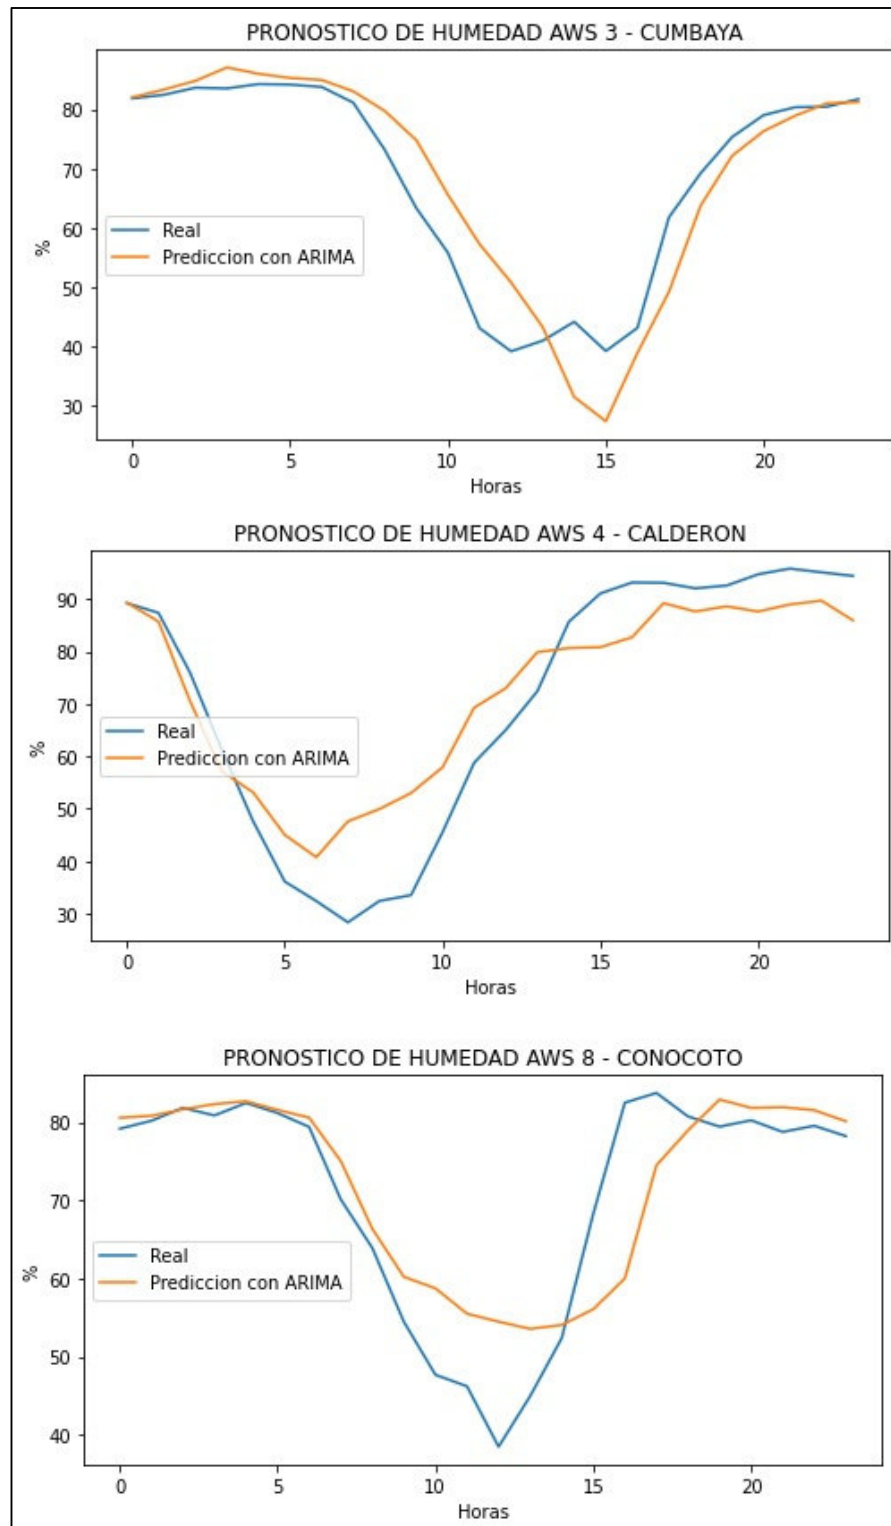 PRONOSTICO DE HUMEDAD AWS 3 - CUMBAYA
80
70
60
50
40
30
%
Real
Prediccion con ARIMA
0 5 10 15 20
Horas
PRONOSTICO DE HUMEDAD AWS 4 - CALDERON
90
80
70
60
50
40
30
%
Real
Prediccion con ARIMA
0 5 10 15 20
Horas
PRONOSTICO DE HUMEDAD AWS 8 - CONOCOTO
80
70
60
50
40
%
Real
Prediccion con ARIMA
0 5 10 15 20
Horas